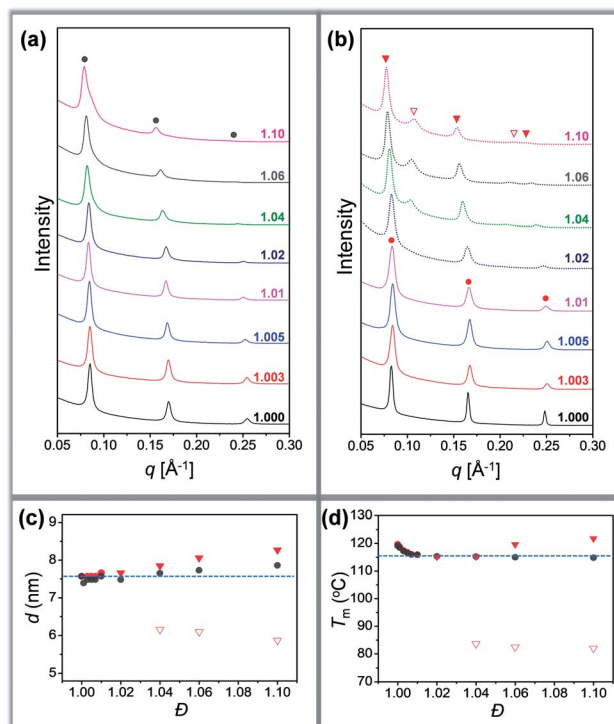 (a)
1.10
1.06
1.04
1.02
1.01
1.005
1.003
1.000
Intensity
0.05 0.10 0.15 0.20 0.25 0.30
q [Å-1]
(b)
1.10
1.06
1.04
1.02
1.01
1.005
1.003
1.000
Intensity
0.05 0.10 0.15 0.20 0.25 0.30
q [Å-1]
(c)
9
8
7
6
5
d (nm)
1.00 1.02 1.04 1.06 1.08 1.10
Đ
(d)
130
120
110
100
90
80
70
Tm (oC)
1.00 1.02 1.04 1.06 1.08 1.10
Đ